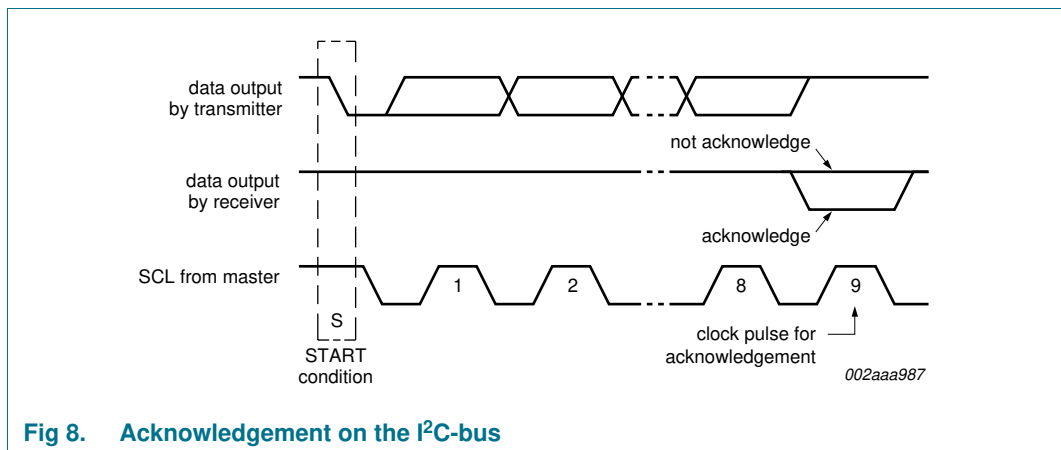 data output
by transmitter
not acknowledge
data output
by receiver
acknowledge
SCL from master
1
2
8
9
S
START
condition
clock pulse for
acknowledgement
002aaa987
Fig 8. Acknowledgement on the I²C-bus